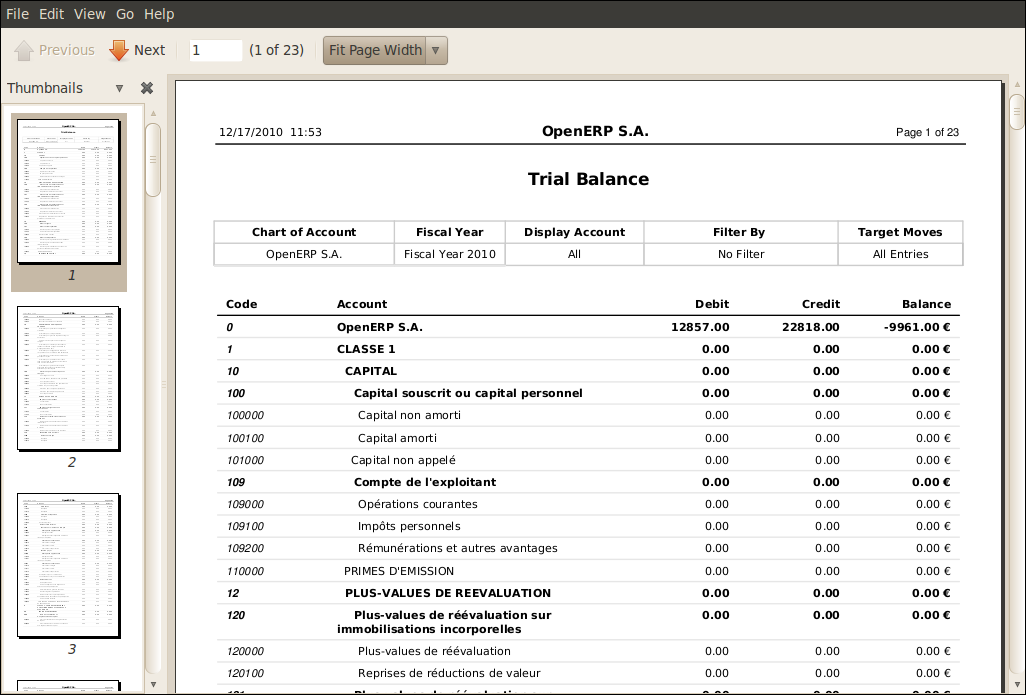 File Edit View Go Help
Previous Next 1 (1 of 23) Fit Page Width
Thumbnails
1
2
3
12/17/2010 11:53 OpenERP S.A. Page 1 of 23
Trial Balance
Chart of Account Fiscal Year Display Account Filter By Target Moves
OpenERP S.A. Fiscal Year 2010 All No Filter All Entries
Code Account Debit Credit Balance
0 OpenERP S.A. 12857.00 22818.00 -9961.00 €
1 CLASSE 1 0.00 0.00 0.00 €
10 CAPITAL 0.00 0.00 0.00 €
100 Capital souscrit ou capital personnel 0.00 0.00 0.00 €
100000 Capital non amorti 0.00 0.00 0.00 €
100100 Capital amorti 0.00 0.00 0.00 €
101000 Capital non appelé 0.00 0.00 0.00 €
109 Compte de l'exploitant 0.00 0.00 0.00 €
109000 Opérations courantes 0.00 0.00 0.00 €
109100 Impôts personnels 0.00 0.00 0.00 €
109200 Rémunérations et autres avantages 0.00 0.00 0.00 €
110000 PRIMES D'EMISSION 0.00 0.00 0.00 €
12 PLUS-VALUES DE REEVALUATION 0.00 0.00 0.00 €
120 Plus-values de réévaluation sur 0.00 0.00 0.00 €
immobilisations incorporelles
120000 Plus-values de réévaluation 0.00 0.00 0.00 €
120100 Reprises de réductions de valeur 0.00 0.00 0.00 €